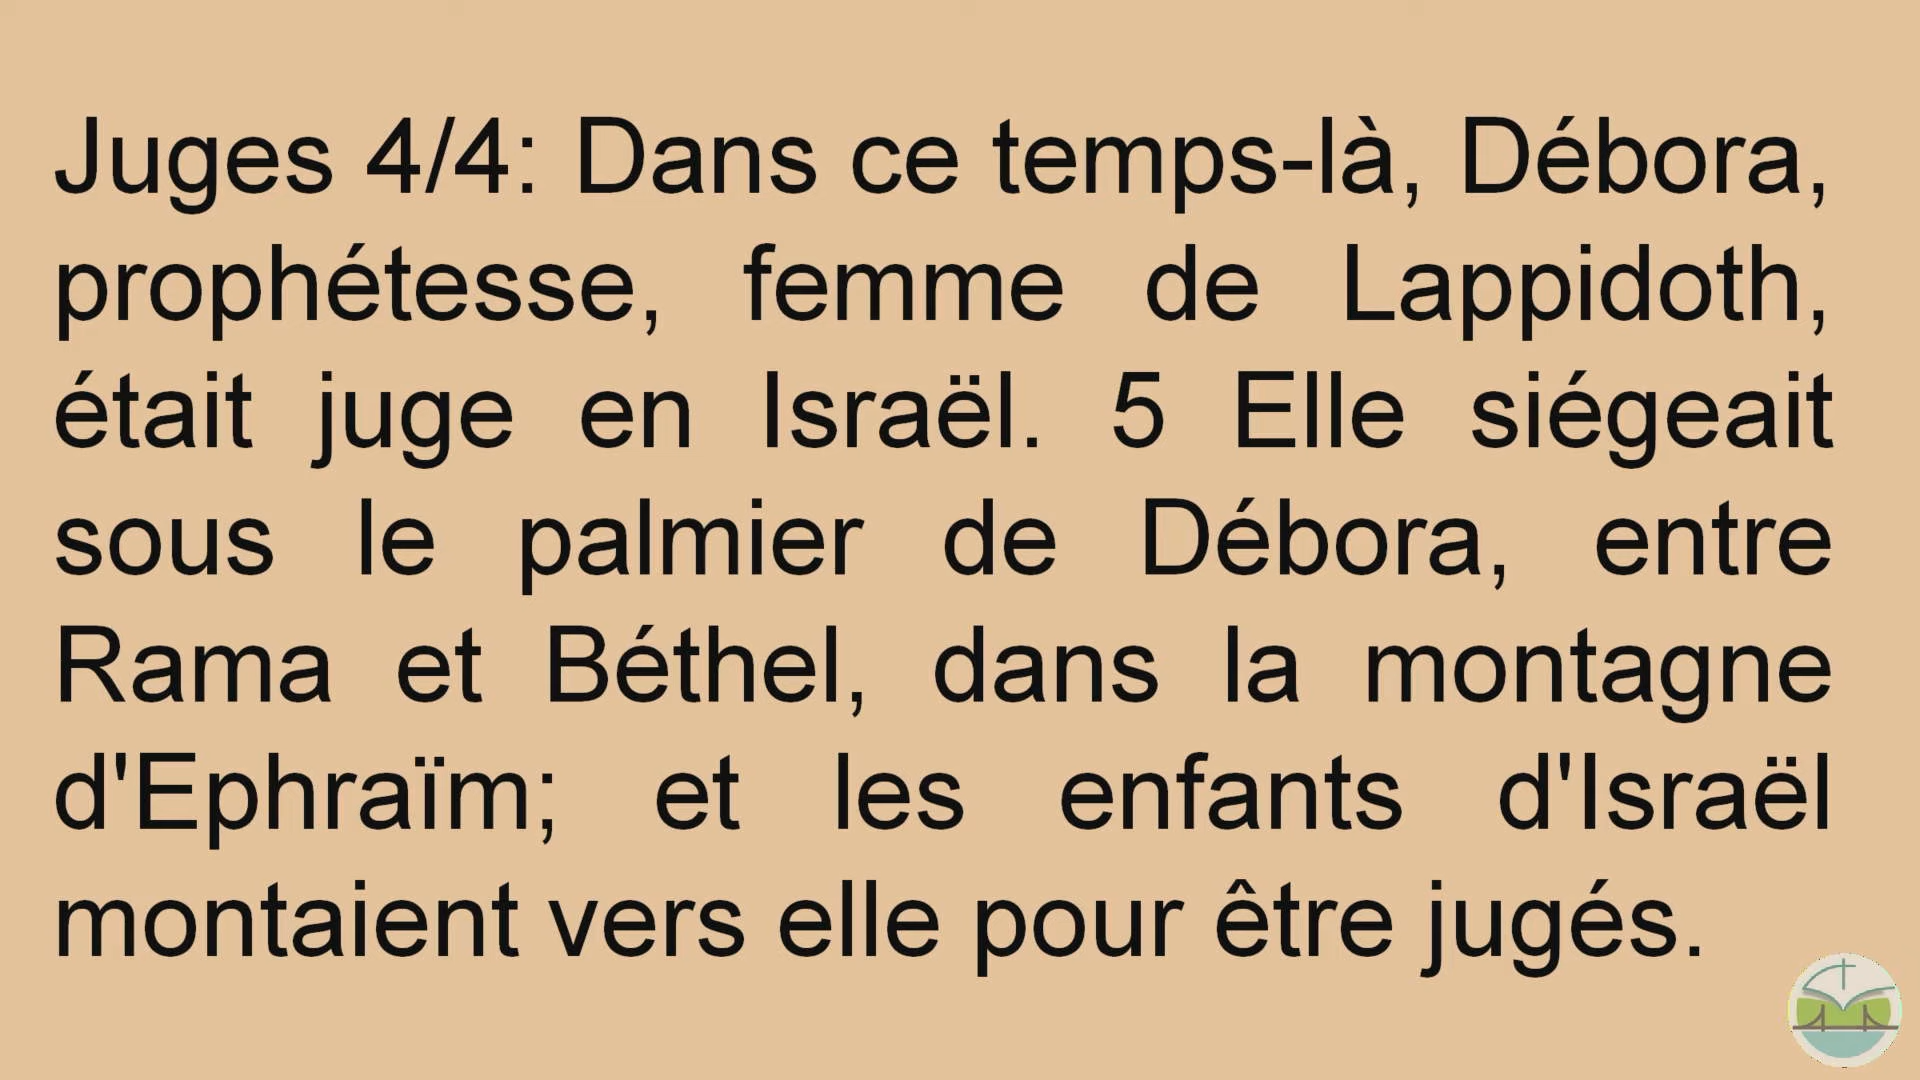 Juges 4/4: Dans ce temps-là, Débora,
prophétesse, femme de Lappidoth,
était juge en Israël. 5 Elle siégeait
sous le palmier de Débora, entre
Rama et Béthel, dans la montagne
d'Ephraïm; et les enfants d'Israël
montaient vers elle pour être jugés.